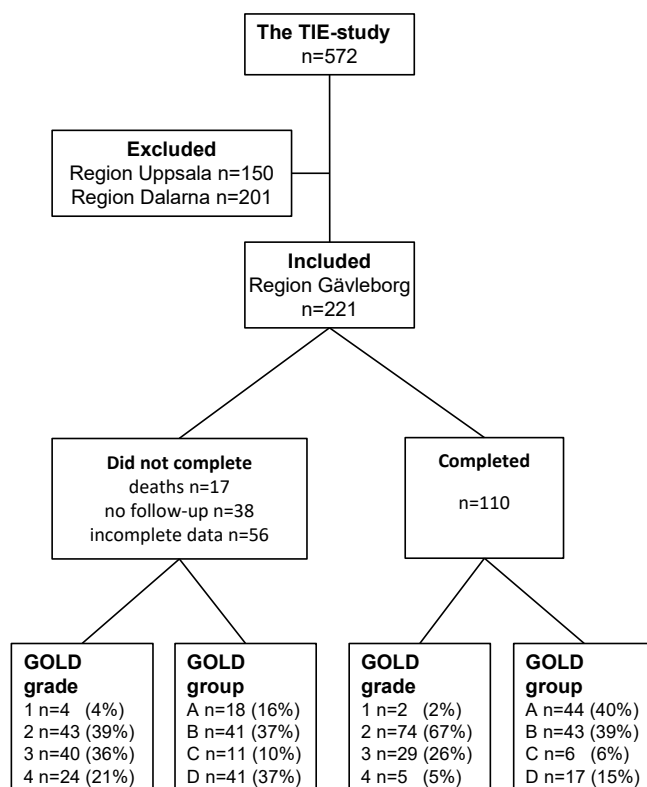 The TIE-study
n=572
Excluded
Region Uppsala n=150
Region Dalarna n=201
Included
Region Gävleborg
n=221
Did not complete
deaths n=17
no follow-up n=38
incomplete data n=56
Completed
n=110
GOLD
grade
1 n=4 (4%)
2 n=43 (39%)
3 n=40 (36%)
4 n=24 (21%)
GOLD
group
A n=18 (16%)
B n=41 (37%)
C n=11 (10%)
D n=41 (37%)
GOLD
grade
1 n=2 (2%)
2 n=74 (67%)
3 n=29 (26%)
4 n=5 (5%)
GOLD
group
A n=44 (40%)
B n=43 (39%)
C n=6 (6%)
D n=17 (15%)